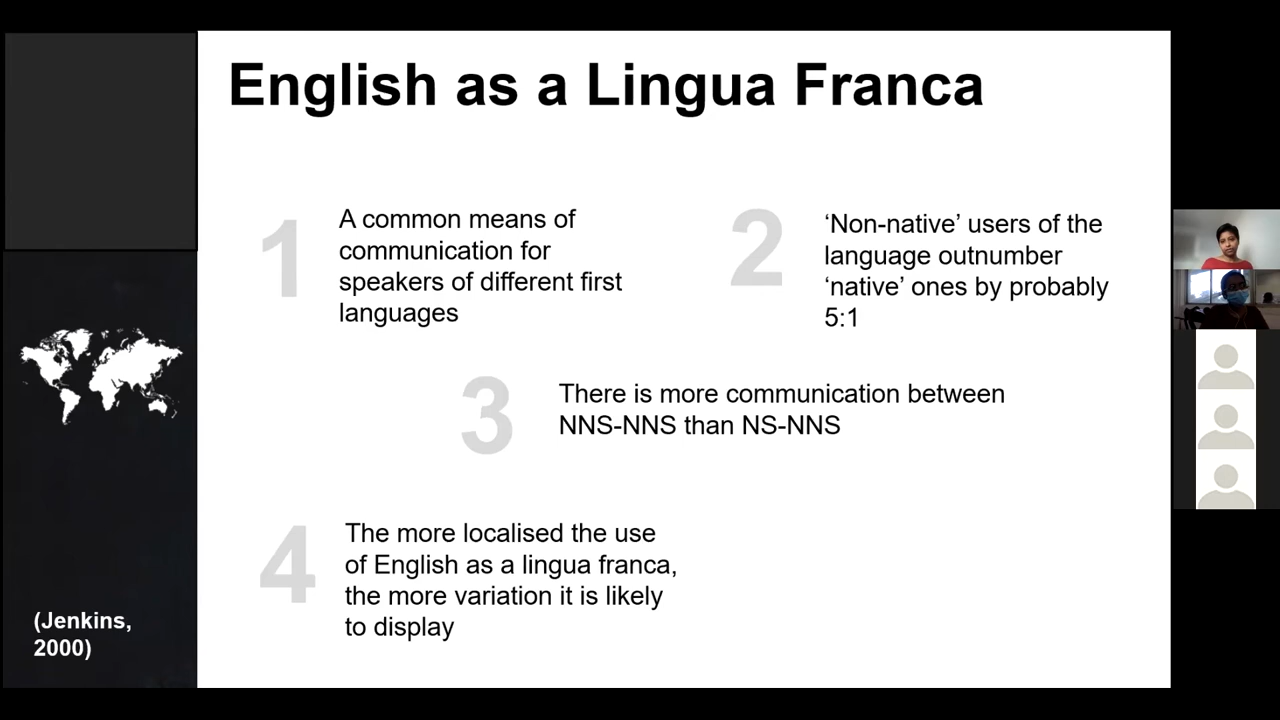 English as a Lingua Franca
1
A common means of
communication for
speakers of different first
languages
2
‘Non-native’ users of the
language outnumber
‘native’ ones by probably
5:1
3
There is more communication between
NNS-NNS than NS-NNS
4
The more localised the use
of English as a lingua franca,
the more variation it is likely
to display
(Jenkins,
2000)